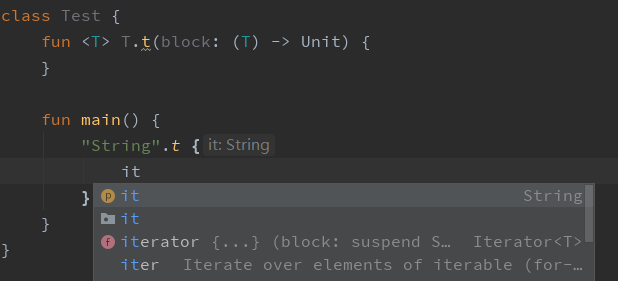 class Test {
fun <T> T.t(block: (T) -> Unit) {
}
fun main() {
"String".t { it: String
it
}
it String
it
iterator {...} (block: suspend S... Iterator<T>
iter Iterate over elements of iterable (for-...
}
}